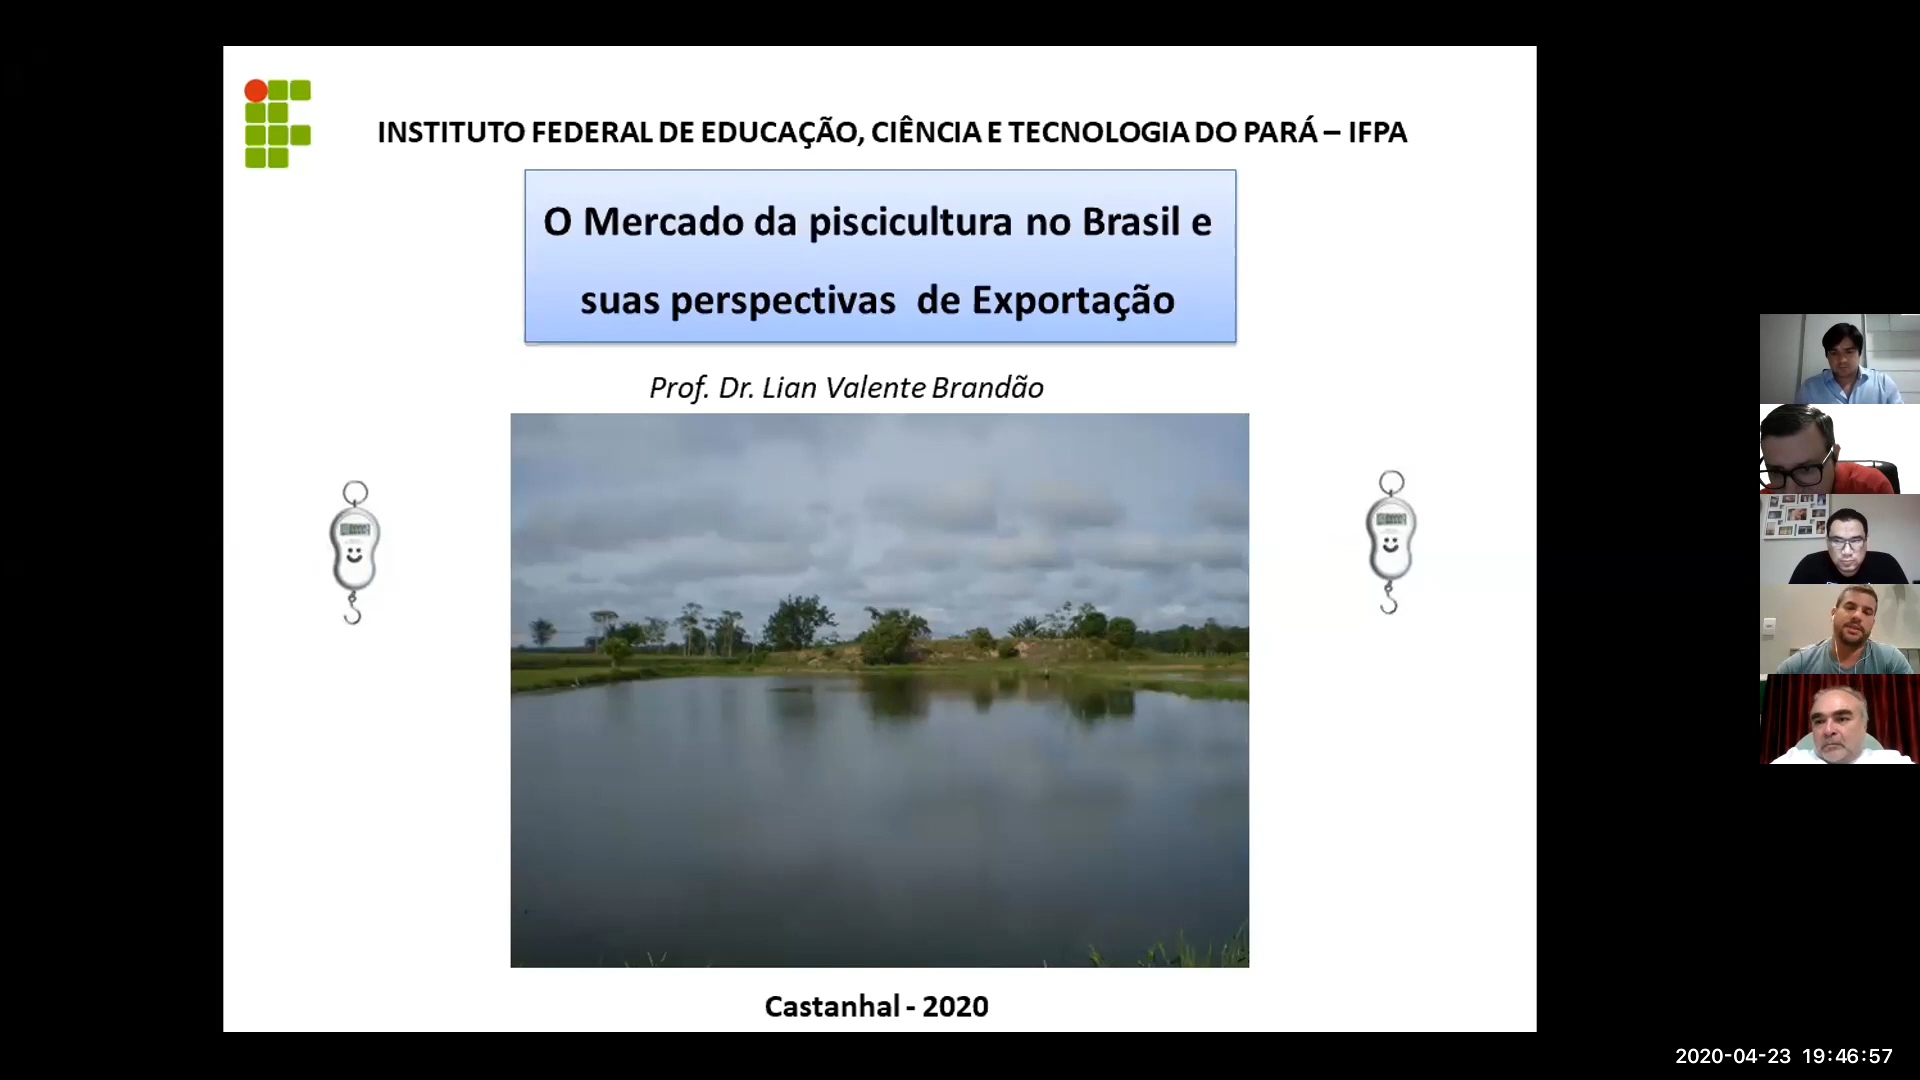 INSTITUTO FEDERAL DE EDUCAÇÃO, CIÊNCIA E TECNOLOGIA DO PARÁ – IFPA
O Mercado da piscicultura no Brasil e
suas perspectivas de Exportação
Prof. Dr. Lian Valente Brandão
Castanhal - 2020
2020-04-23 19:46:57